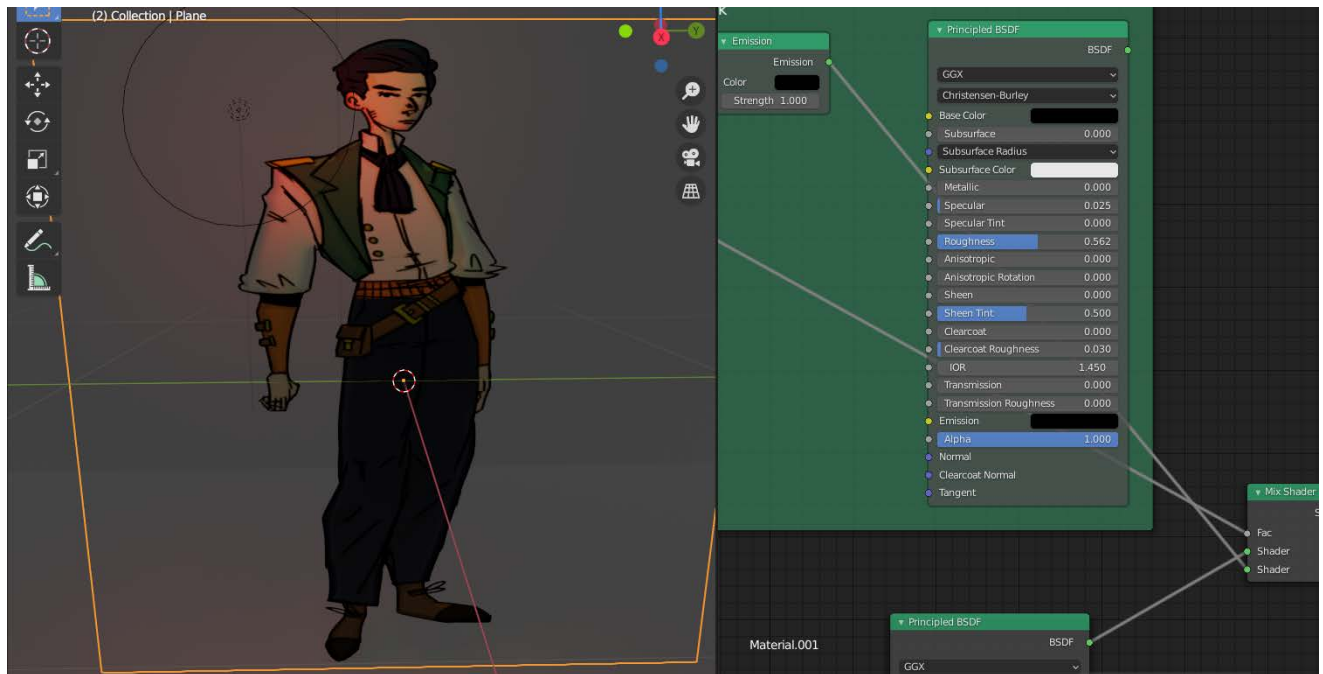 (2) Collection | Plane
X
Y
K
Emission
Emission
Color
Strength 1.000
Principled BSDF
BSDF
GGX
Christensen-Burley
Base Color
Subsurface 0.000
Subsurface Radius
Subsurface Color
Metallic 0.000
Specular 0.025
Specular Tint 0.000
Roughness 0.562
Anisotropic 0.000
Anisotropic Rotation 0.000
Sheen 0.000
Sheen Tint 0.500
Clearcoat 0.000
Clearcoat Roughness 0.030
IOR 1.450
Transmission 0.000
Transmission Roughness 0.000
Emission
Alpha 1.000
Normal
Clearcoat Normal
Tangent
Mix Shader
S
Fac
Shader
Shader
Principled BSDF
BSDF
GGX
Material.001